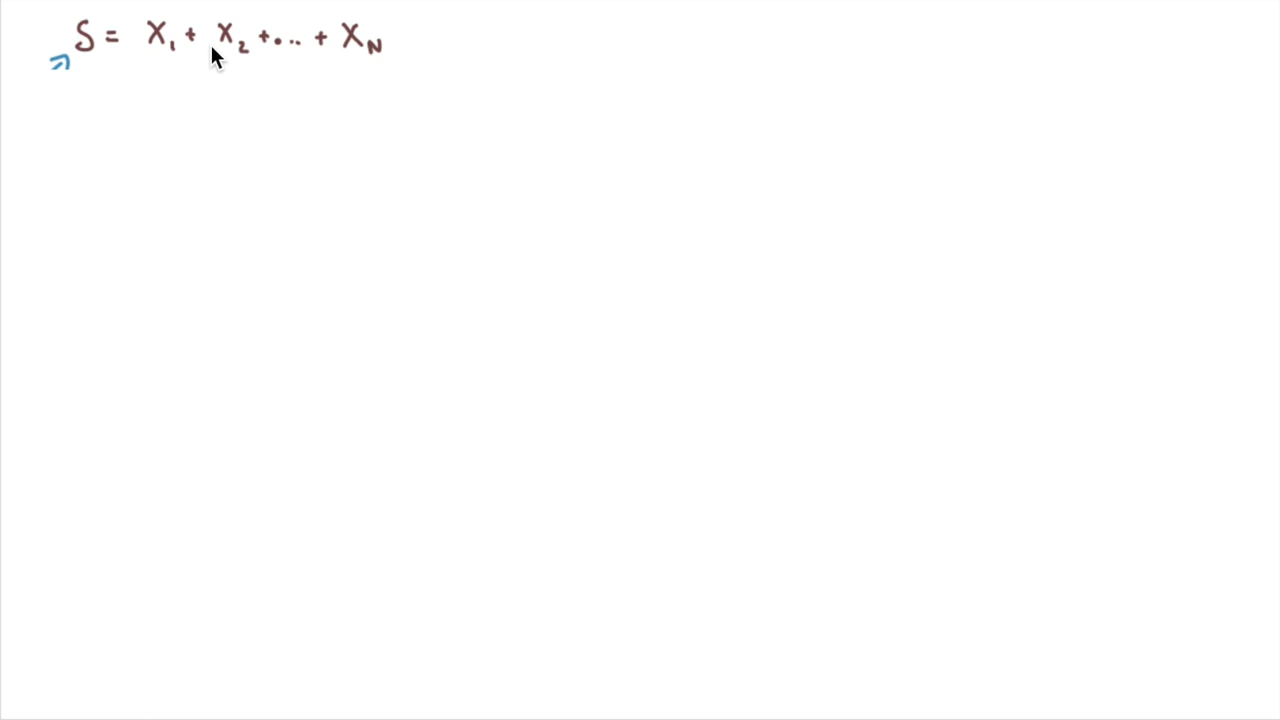 S = X₁ + X₂ + ... + X_N